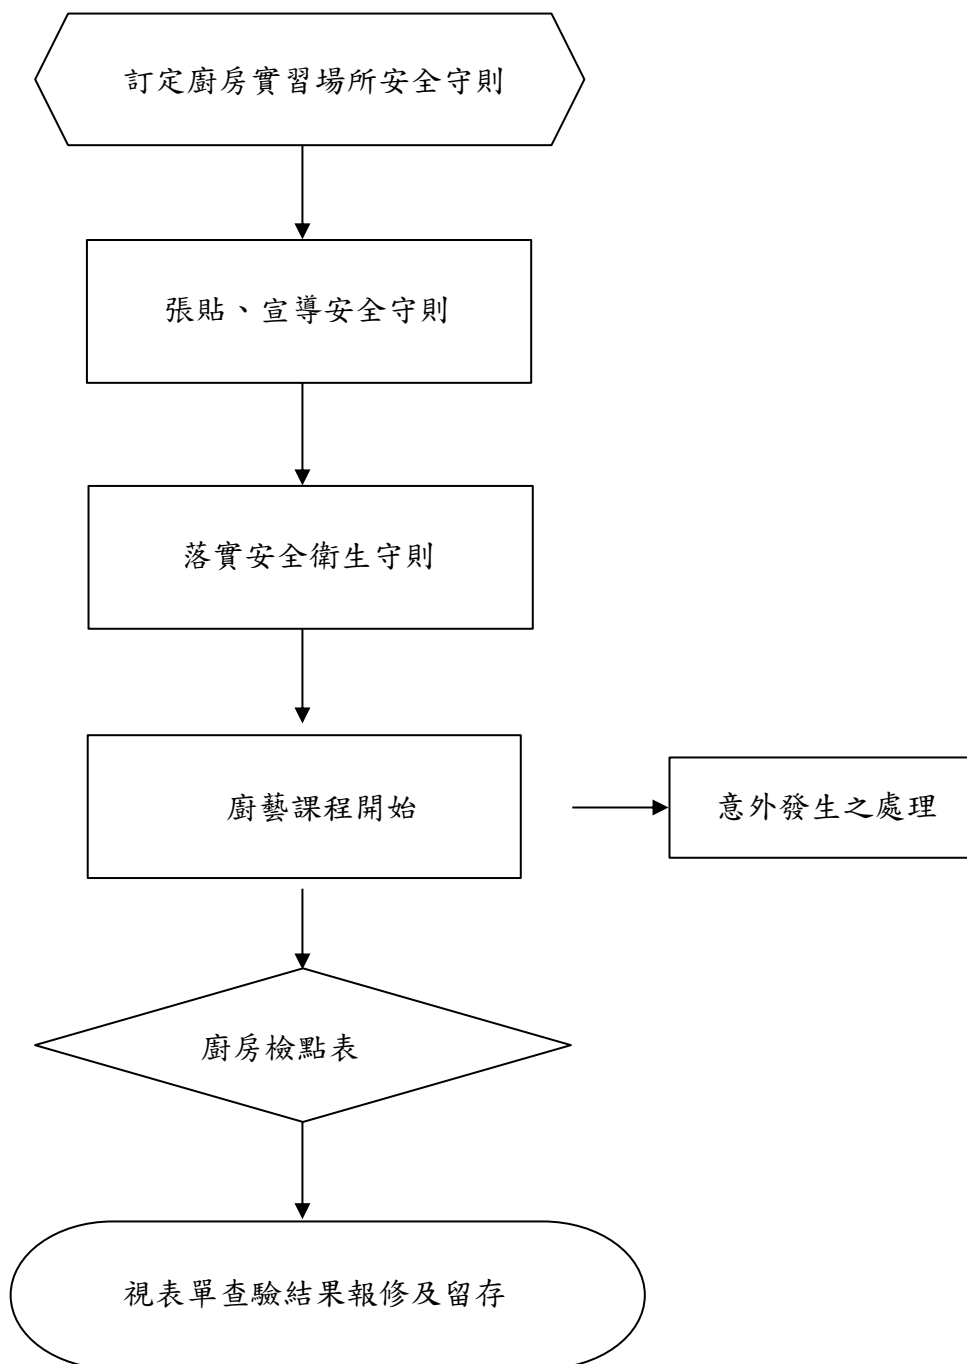 訂定廚房實習場所安全守則
張貼、宣導安全守則
落實安全衛生守則
廚藝課程開始
意外發生之處理
廚房檢點表
視表單查驗結果報修及留存